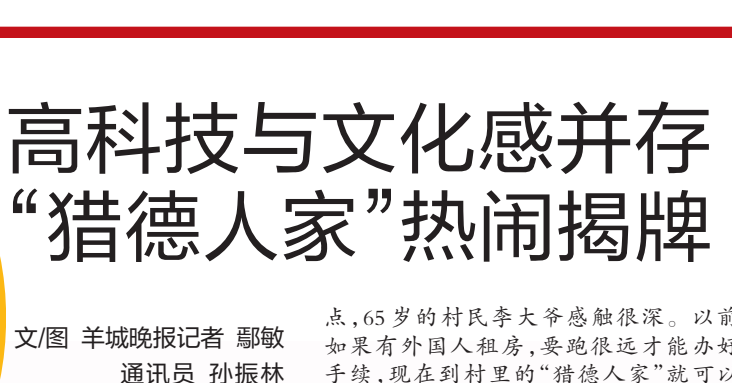 高科技与文化感并存
“猎德人家”热闹揭牌
文/图 羊城晚报记者 鄢敏
通讯员 孙振林
点，65岁的村民李大爷感触很深。以前
如果有外国人租房，要跑很远才能办好
手续，现在到村里的“猎德人家”就可以